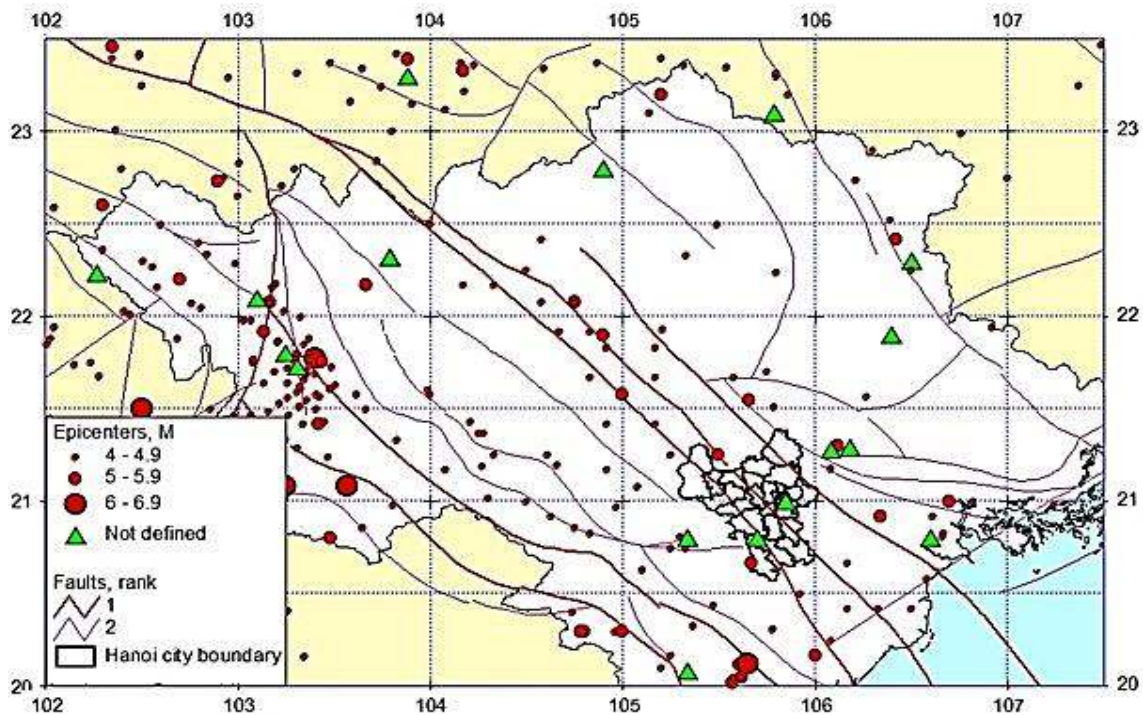 102 103 104 105 106 107
23 23
22 22
21 21
20 20
Epicenters, M
4 - 4.9
5 - 5.9
6 - 6.9
Not defined
Faults, rank
1
2
Hanoi city boundary
102 103 104 105 106 107